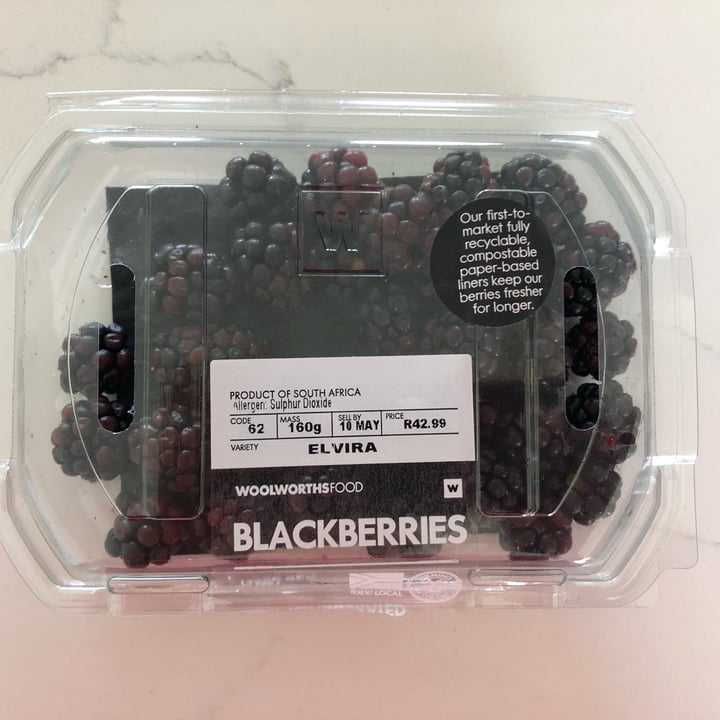 W
Our first-to-
market fully
recyclable,
compostable
paper-based
liners keep our
berries fresher
for longer.
PRODUCT OF SOUTH AFRICA
Allergen: Sulphur Dioxide
CODE 62 MASS 160g SELL BY 10 MAY PRICE R42.99
VARIETY ELVIRA
WOOLWORTHSFOOD W
BLACKBERRIES
LOCAL